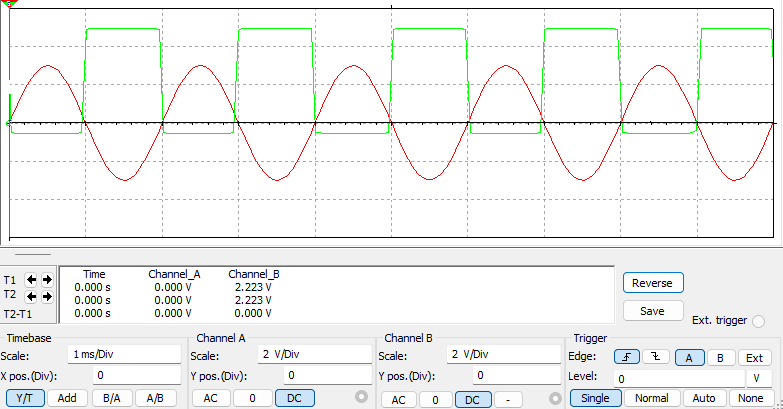 Time Channel_A Channel_B
T1 0.000 s 0.000 V 2.223 V
T2 0.000 s 0.000 V 2.223 V
T2-T1 0.000 s 0.000 V 0.000 V
Reverse
Save
Ext. trigger
Timebase Channel A Channel B Trigger
Scale: 1 ms/Div Scale: 2 V/Div Scale: 2 V/Div Edge: A B Ext
X pos.(Div): 0 Y pos.(Div): 0 Y pos.(Div): 0 Level: 0 V
Y/T Add B/A A/B AC 0 DC AC 0 DC - Single Normal Auto None